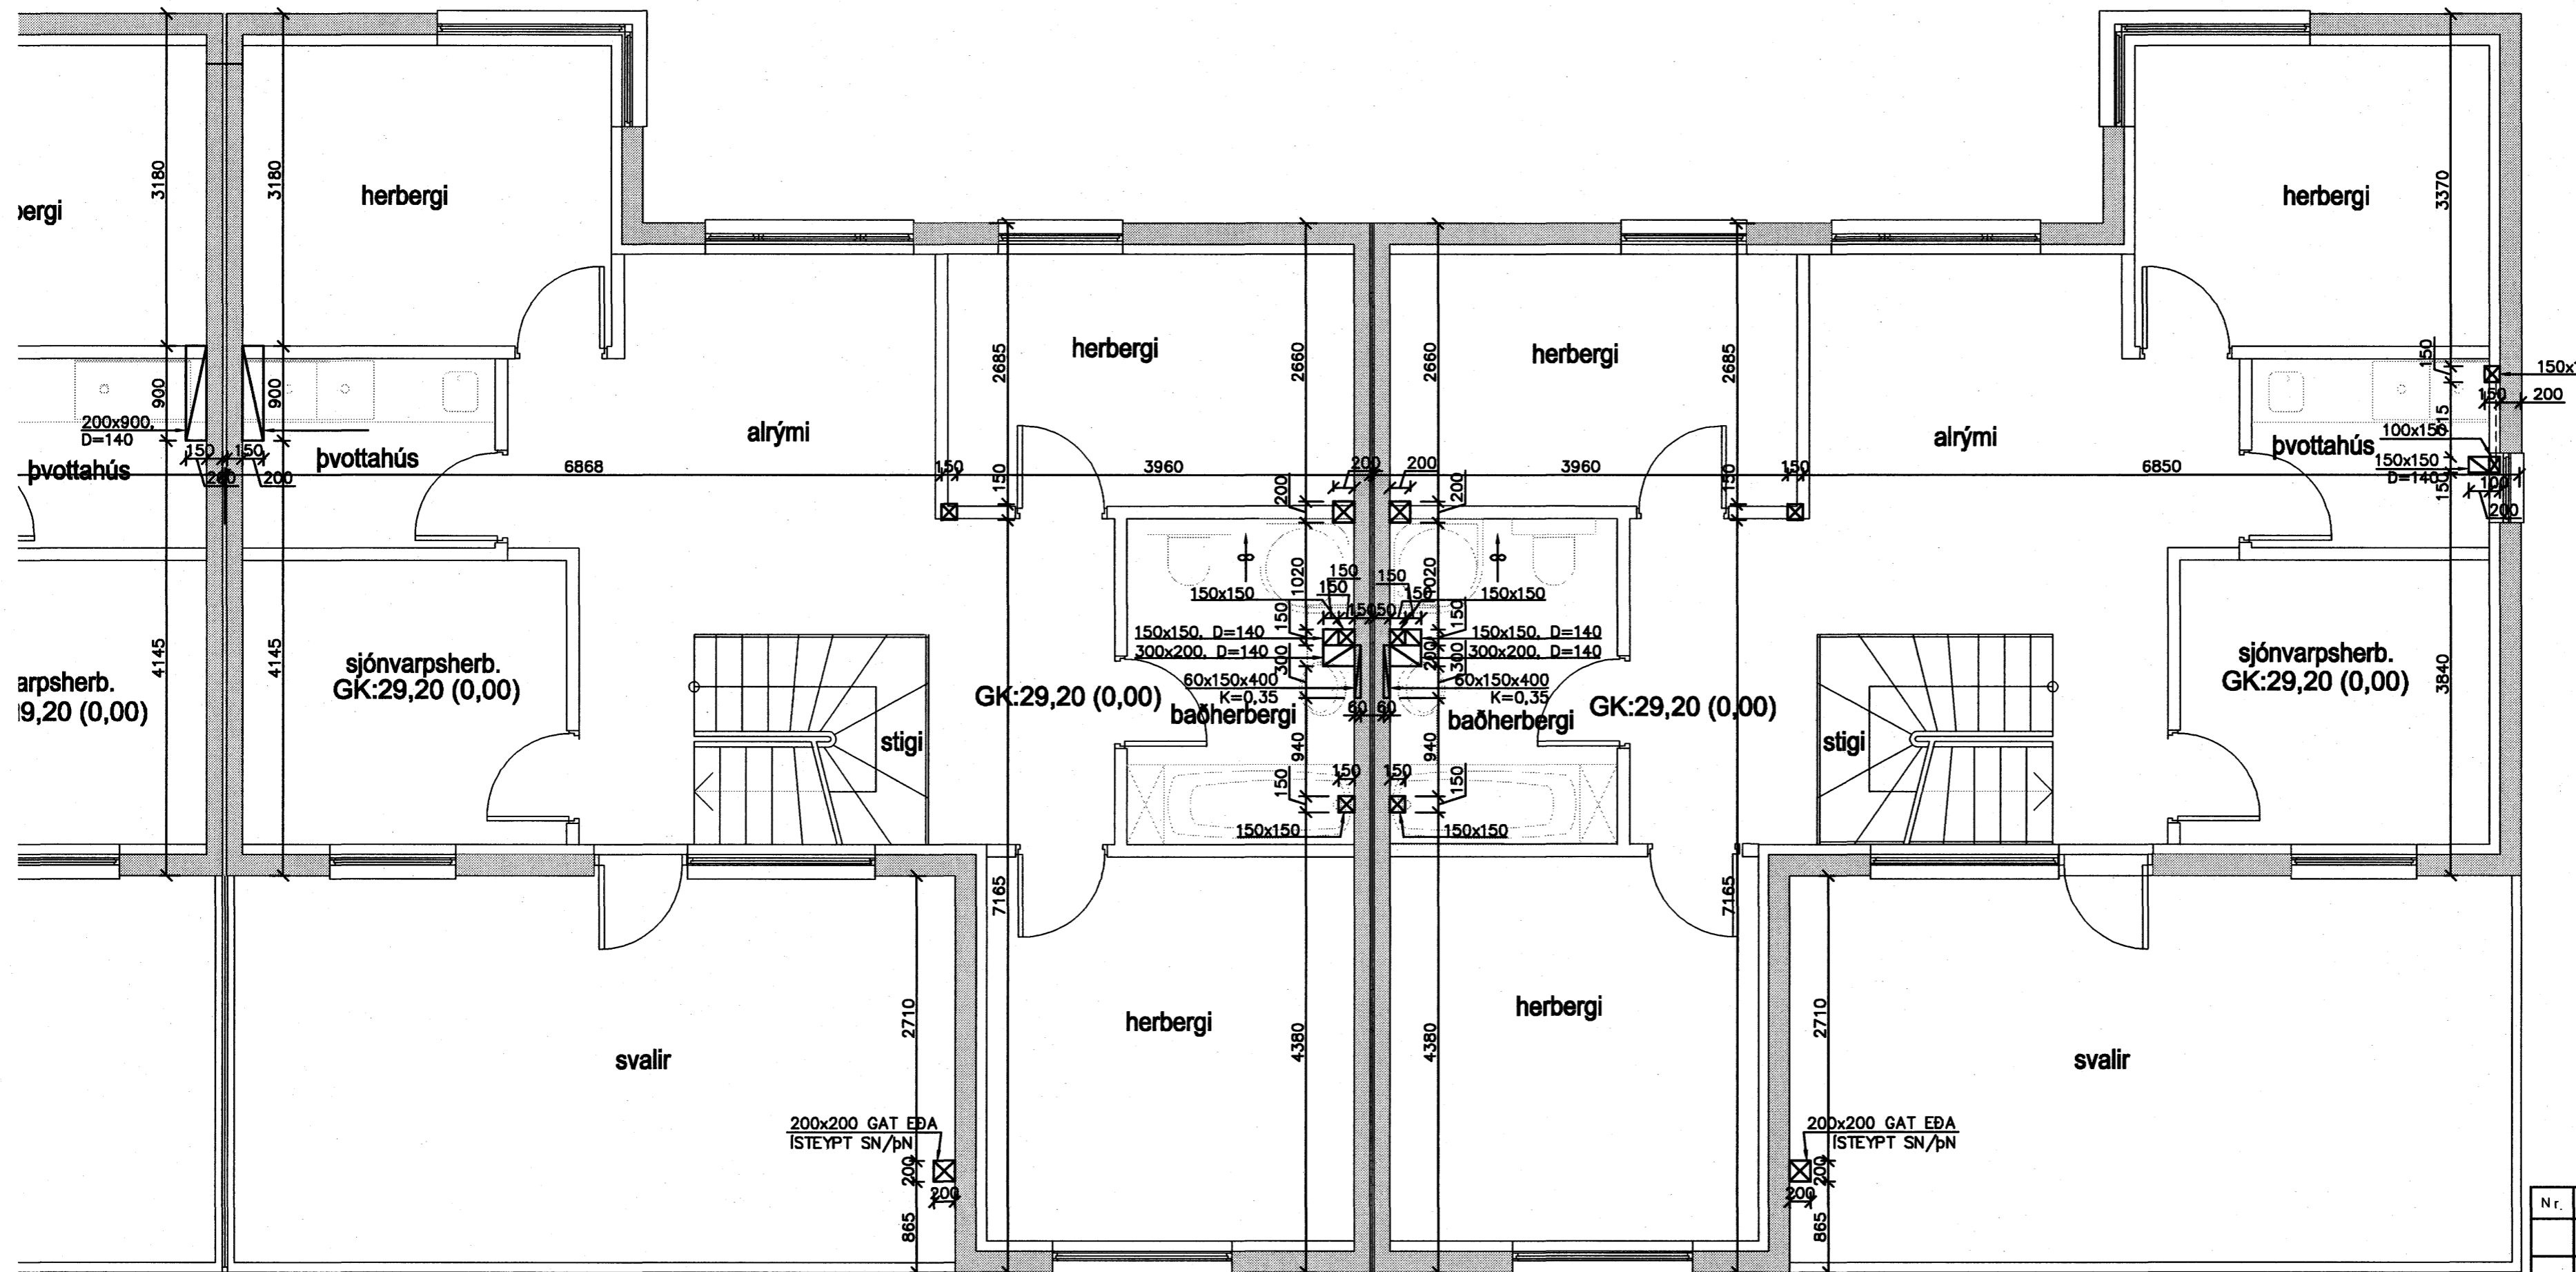 3180
3180
3370
bergi
herbergi
herbergi
herbergi
herbergi
2685
2660
2660
2685
150
150x1
150
200
900
900
200x900,
D=140
alrými
alrými
615
100x150
þvottahús
þvottahús
þvottahús
150
150
200
200
6868
150
3960
200
200
3960
150
6850
150x150
D=140
100
200
150
150
150
200
200
1020
1020
150
150
150
150
150x150
150x150
150
150
150x150, D=140
150x150, D=140
300x200, D=140
300x200, D=140
300
200
300
60x150x400
K=0,35
60x150x400
K=0,35
60
60
4145
4145
3840
arpsherb.
9,20 (0,00)
sjónvarpsherb.
GK:29,20 (0,00)
sjónvarpsherb.
GK:29,20 (0,00)
GK:29,20 (0,00)
GK:29,20 (0,00)
baðherbergi
baðherbergi
stigi
stigi
940
940
150
150
150
150
150x150
150x150
7165
7165
2710
2710
herbergi
herbergi
4380
4380
svalir
svalir
200x200 GAT EÐA
ÍSTEYPT SN/ÞN
200x200 GAT EÐA
ÍSTEYPT SN/ÞN
200
200
200
200
865
865
Nr.